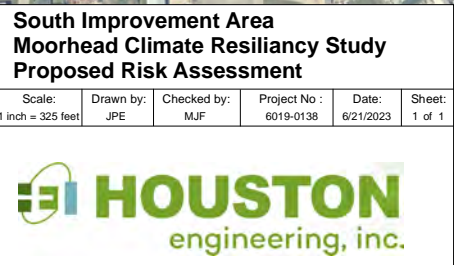 South Improvement Area
Moorhead Climate Resiliancy Study
Proposed Risk Assessment
Scale: Drawn by: Checked by: Project No : Date: Sheet:
1 inch = 325 feet JPE MJF 6019-0138 6/21/2023 1 of 1
HOUSTON
engineering, inc.